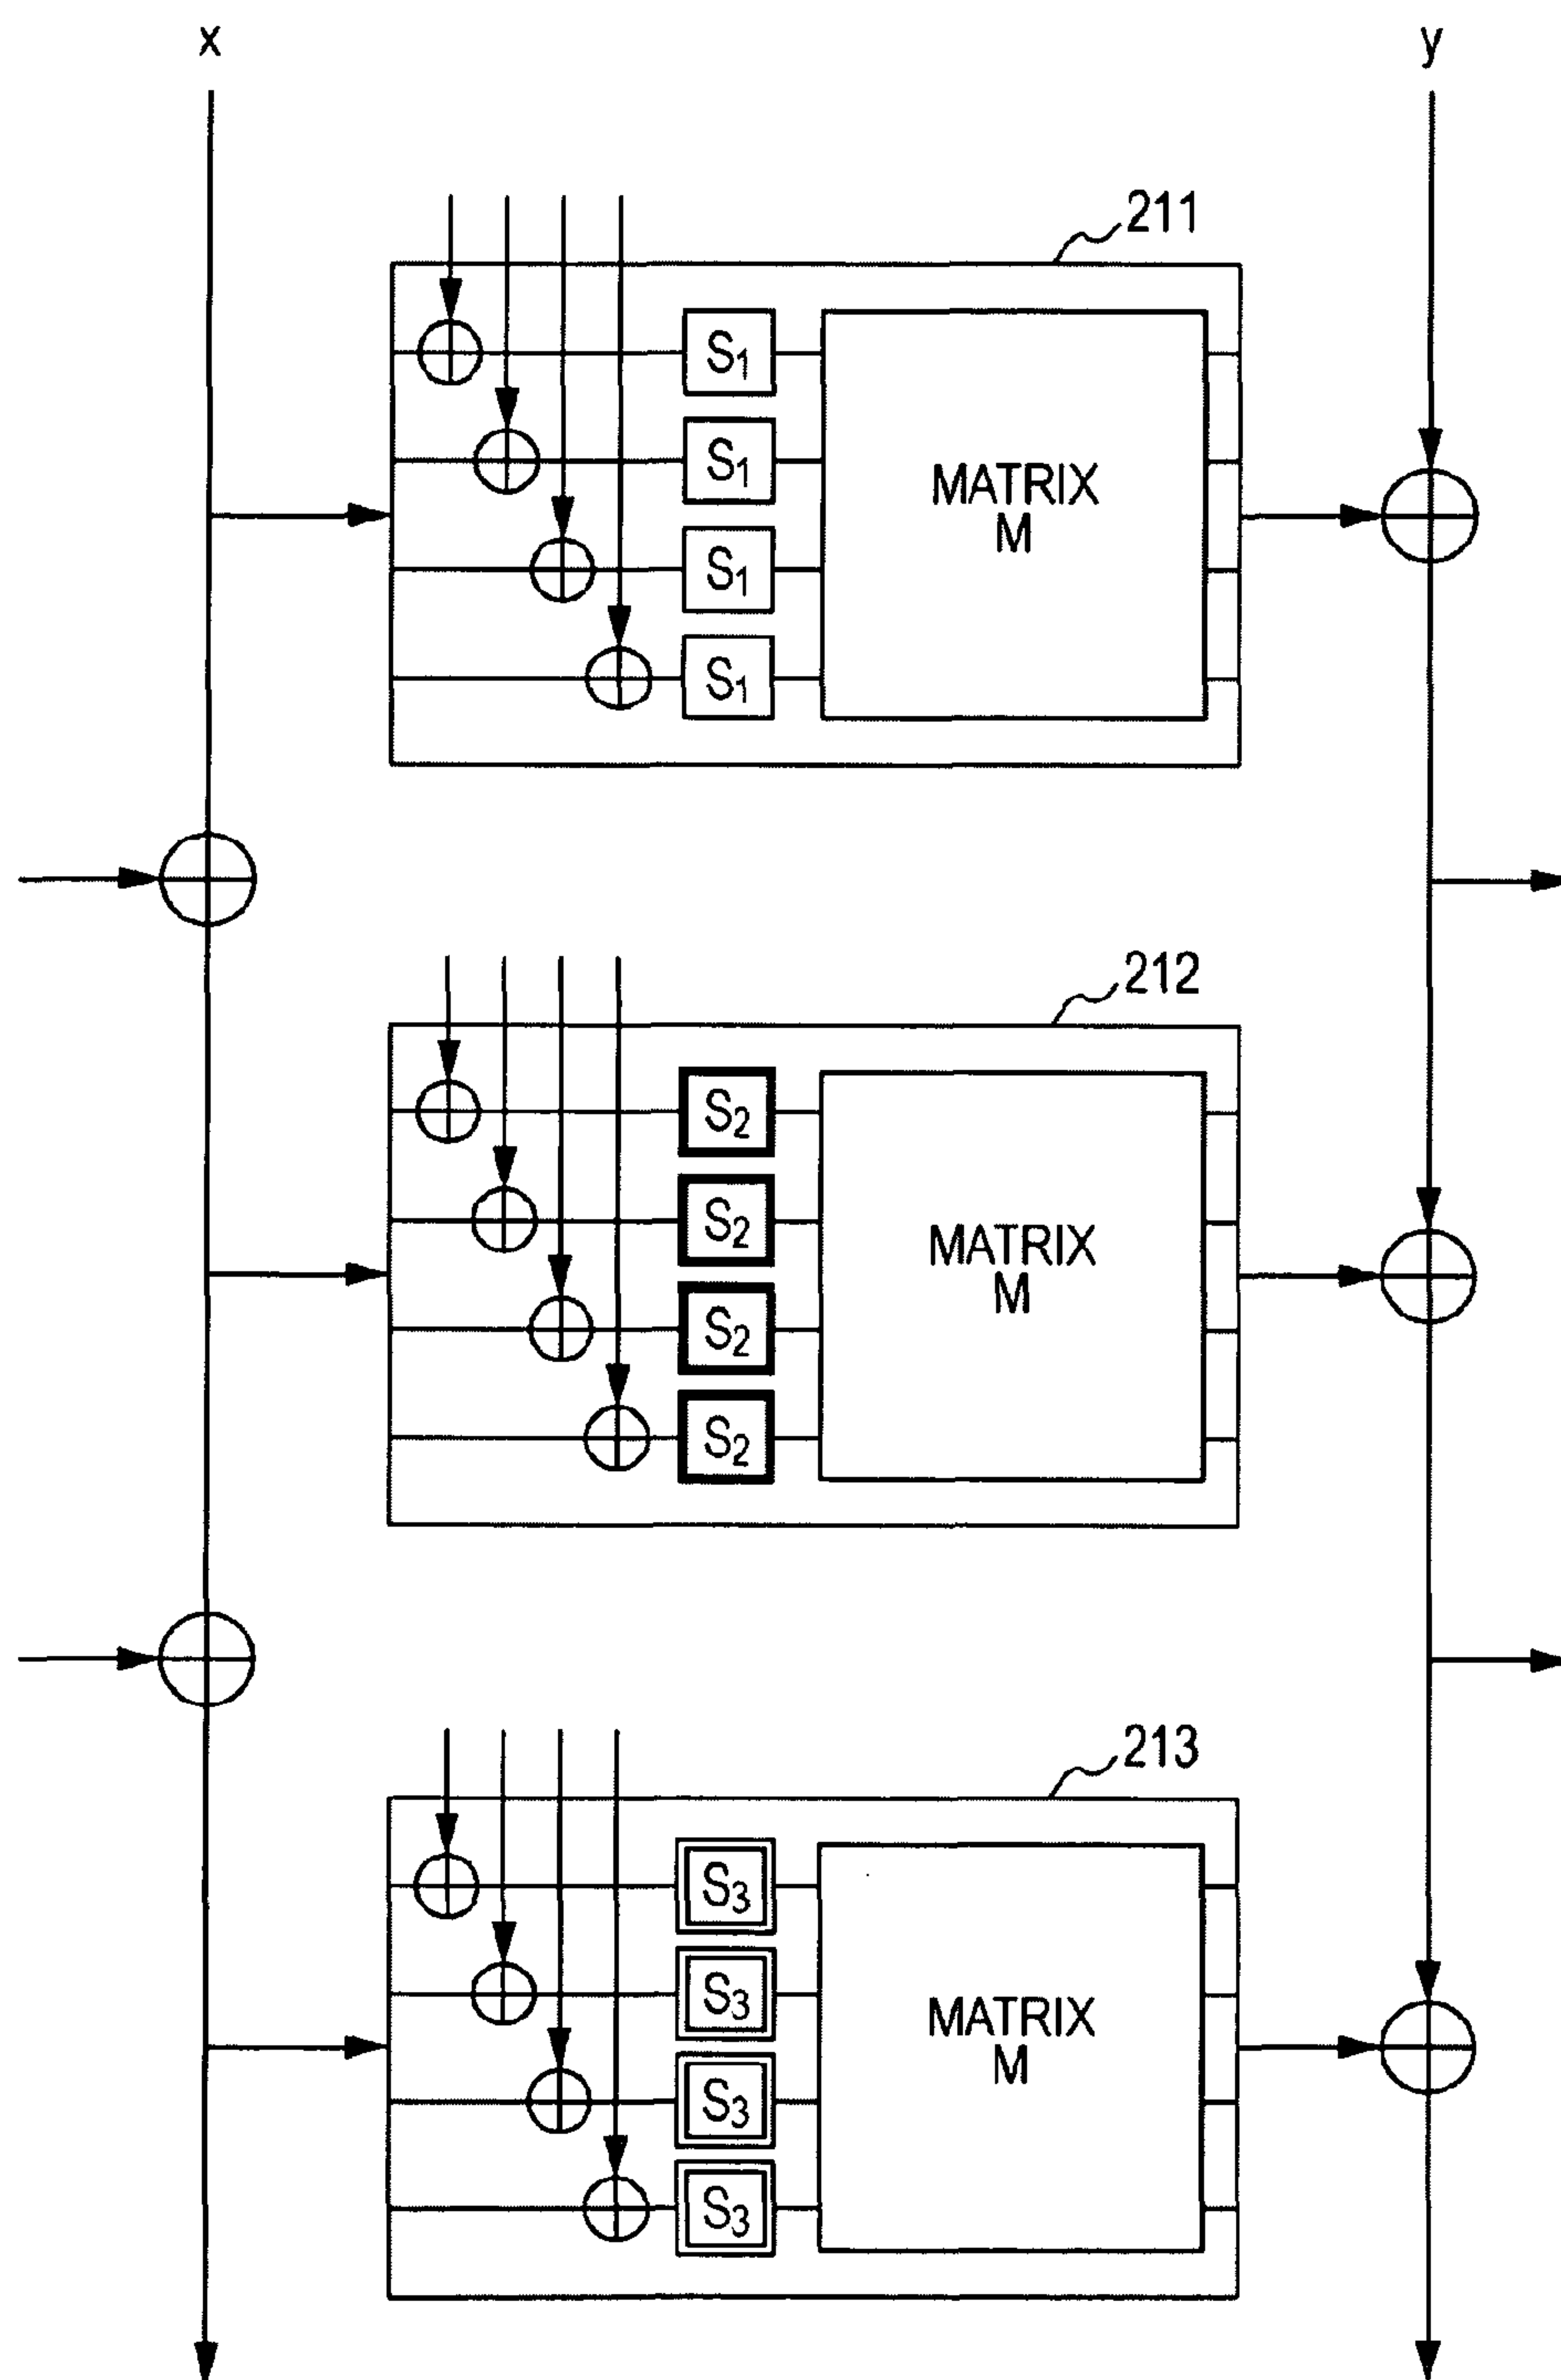 x
y
211
S1
S1
MATRIX
M
S1
S1
212
S2
S2
MATRIX
M
S2
S2
213
S3
S3
MATRIX
M
S3
S3